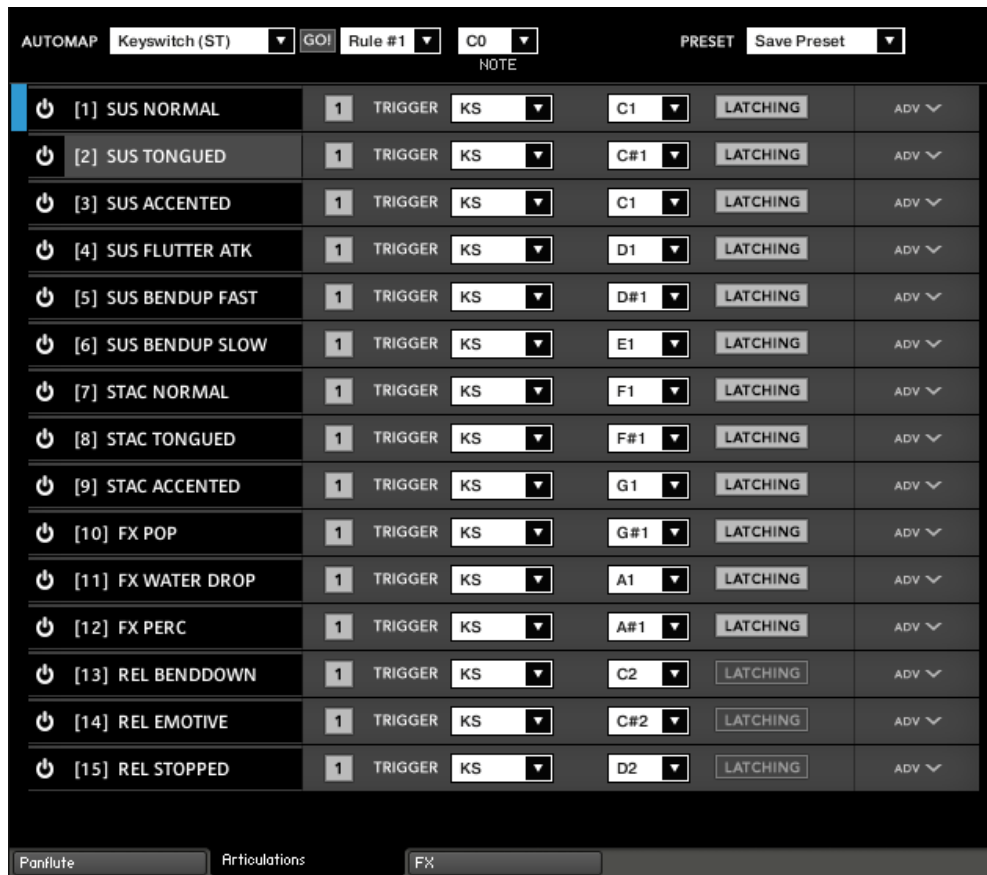 AUTOMAP Keyswitch (ST) GO! Rule #1 C0 PRESET Save Preset
NOTE
[1] SUS NORMAL 1 TRIGGER KS C1 LATCHING ADV
[2] SUS TONGUED 1 TRIGGER KS C#1 LATCHING ADV
[3] SUS ACCENTED 1 TRIGGER KS C1 LATCHING ADV
[4] SUS FLUTTER ATK 1 TRIGGER KS D1 LATCHING ADV
[5] SUS BENDUP FAST 1 TRIGGER KS D#1 LATCHING ADV
[6] SUS BENDUP SLOW 1 TRIGGER KS E1 LATCHING ADV
[7] STAC NORMAL 1 TRIGGER KS F1 LATCHING ADV
[8] STAC TONGUED 1 TRIGGER KS F#1 LATCHING ADV
[9] STAC ACCENTED 1 TRIGGER KS G1 LATCHING ADV
[10] FX POP 1 TRIGGER KS G#1 LATCHING ADV
[11] FX WATER DROP 1 TRIGGER KS A1 LATCHING ADV
[12] FX PERC 1 TRIGGER KS A#1 LATCHING ADV
[13] REL BENDDOWN 1 TRIGGER KS C2 LATCHING ADV
[14] REL EMOTIVE 1 TRIGGER KS C#2 LATCHING ADV
[15] REL STOPPED 1 TRIGGER KS D2 LATCHING ADV
Panflute Articulations FX